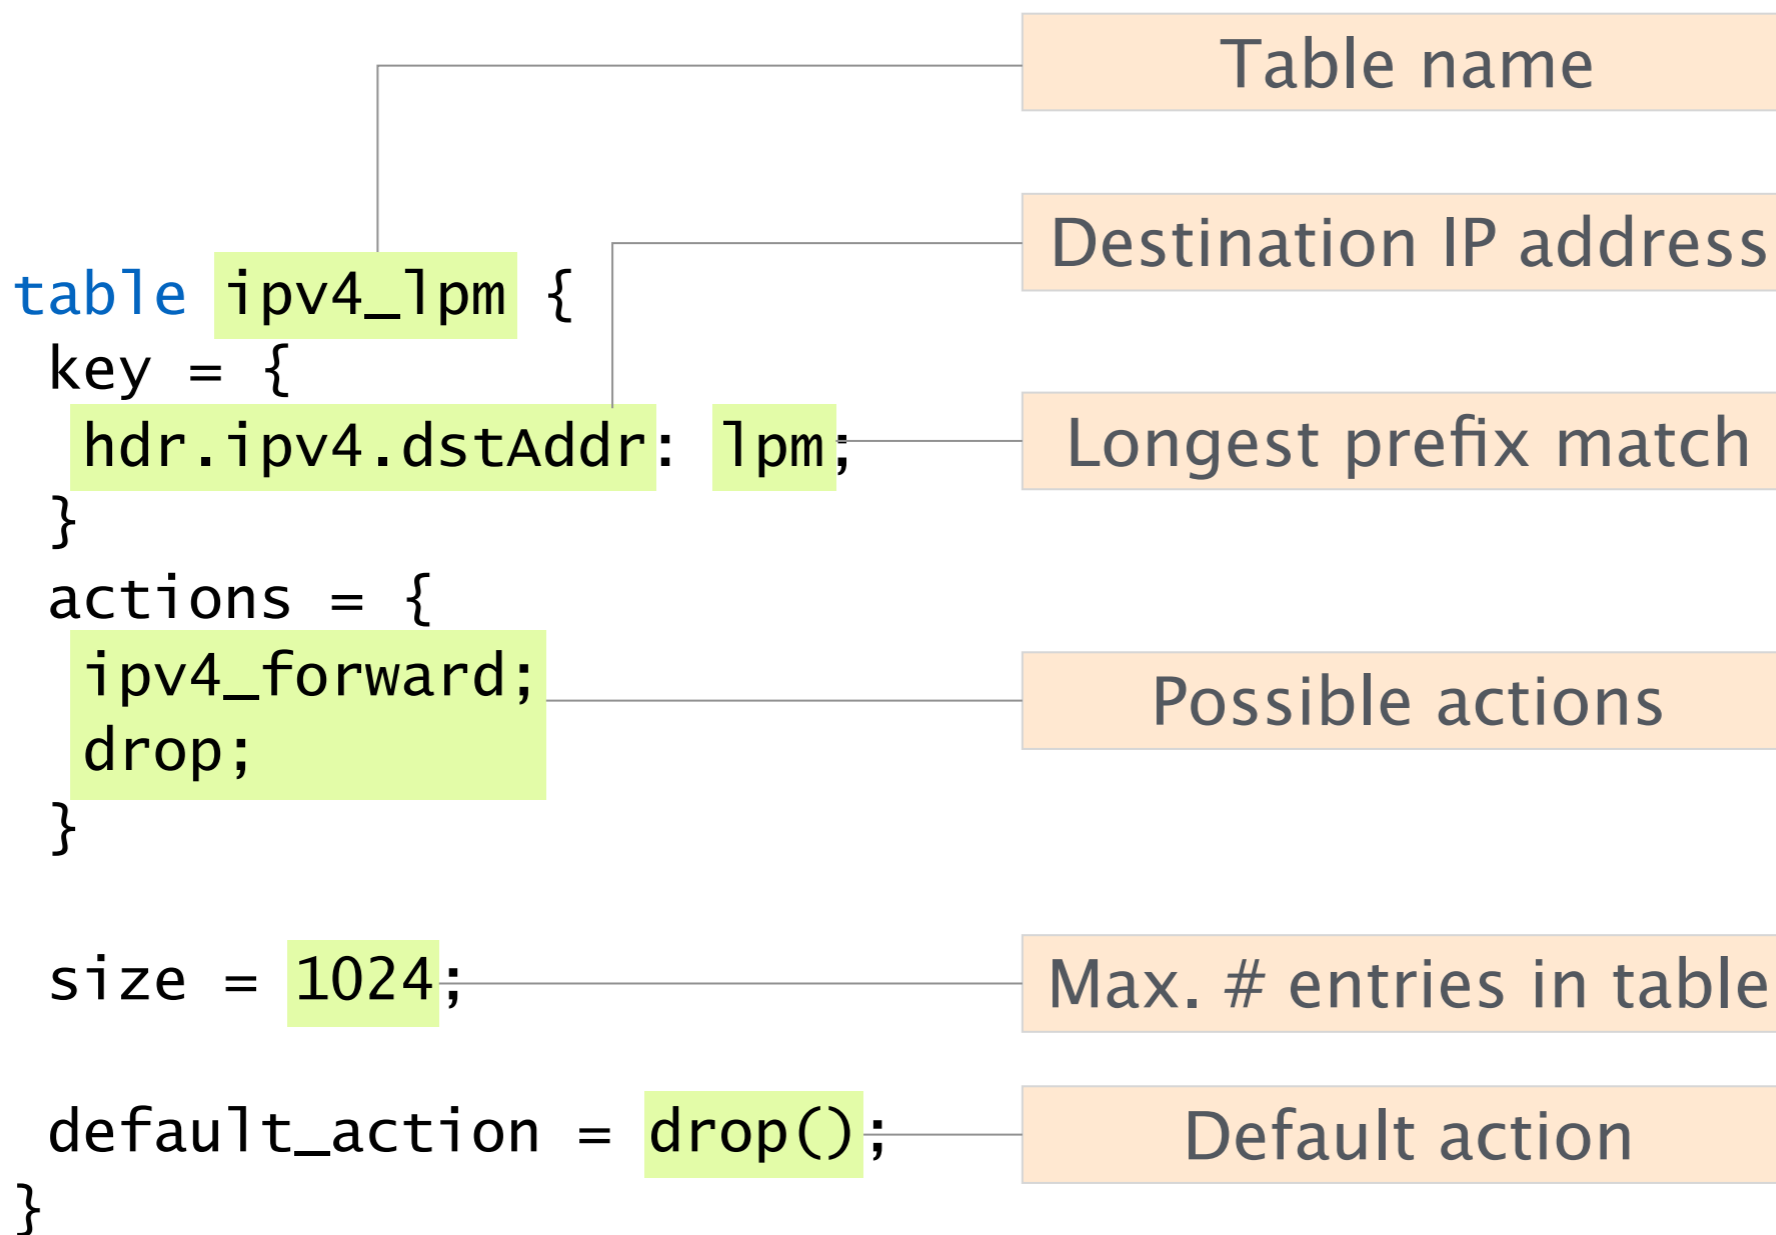 Table name
Destination IP address
table ipv4_lpm {
key = {
hdr.ipv4.dstAddr: lpm;
Longest prefix match
}
actions = {
ipv4_forward;
Possible actions
drop;
}
size = 1024;
Max. # entries in table
default_action = drop();
Default action
}